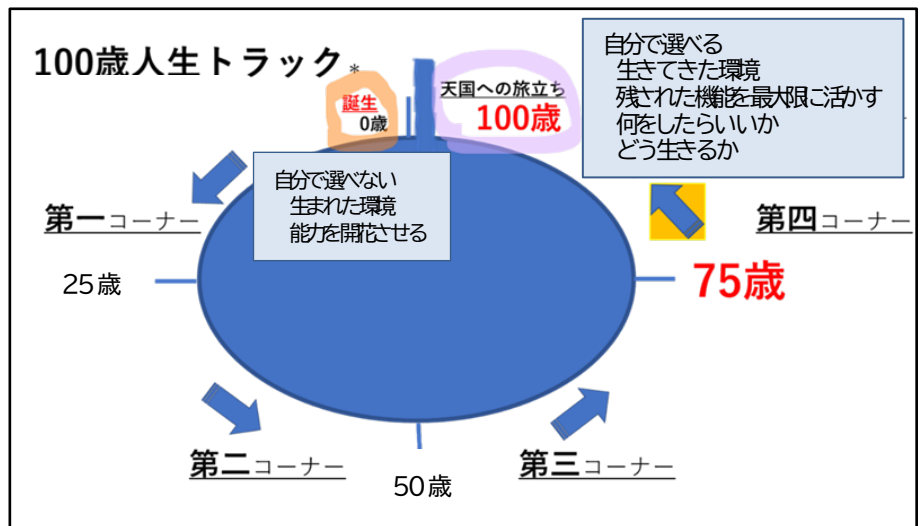 100歳人生トラック*
誕生
0歳
天国への旅立ち
100歳
自分で選べる
生きてきた環境
残された機能を最大限に活かす
何をしたらいいか
どう生きるか
自分で選べない
生まれた環境
能力を開花させる
第一コーナー
第四コーナー
25歳
75歳
第二コーナー
第三コーナー
50歳